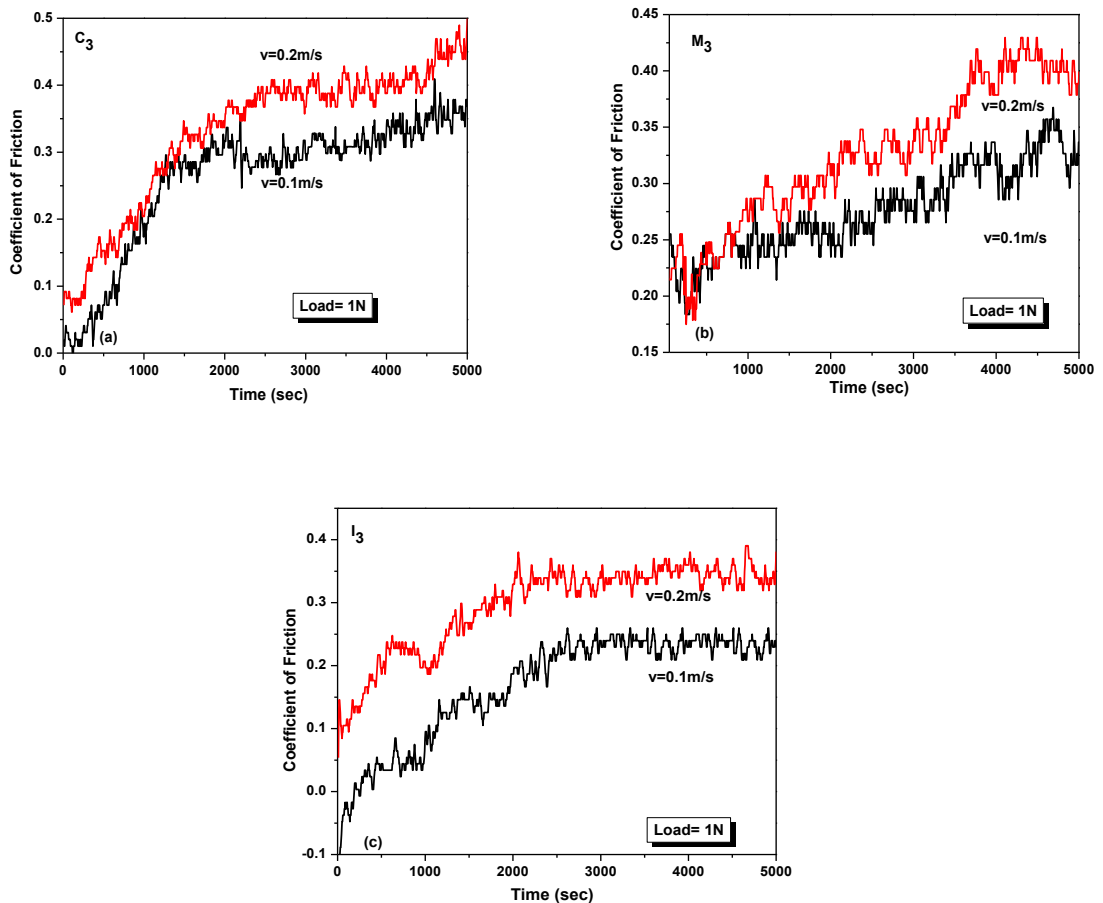 C3
v=0.2m/s
v=0.1m/s
Load= 1N
(a)
Coefficient of Friction
0.5
0.4
0.3
0.2
0.1
0.0
0 1000 2000 3000 4000 5000
Time (sec)
M3
v=0.2m/s
v=0.1m/s
Load= 1N
(b)
Coefficient of Friction
0.45
0.40
0.35
0.30
0.25
0.20
0.15
1000 2000 3000 4000 5000
Time (sec)
I3
v=0.2m/s
v=0.1m/s
Load= 1N
(c)
Coefficient of Friction
0.4
0.3
0.2
0.1
0.0
-0.1
0 1000 2000 3000 4000 5000
Time (sec)